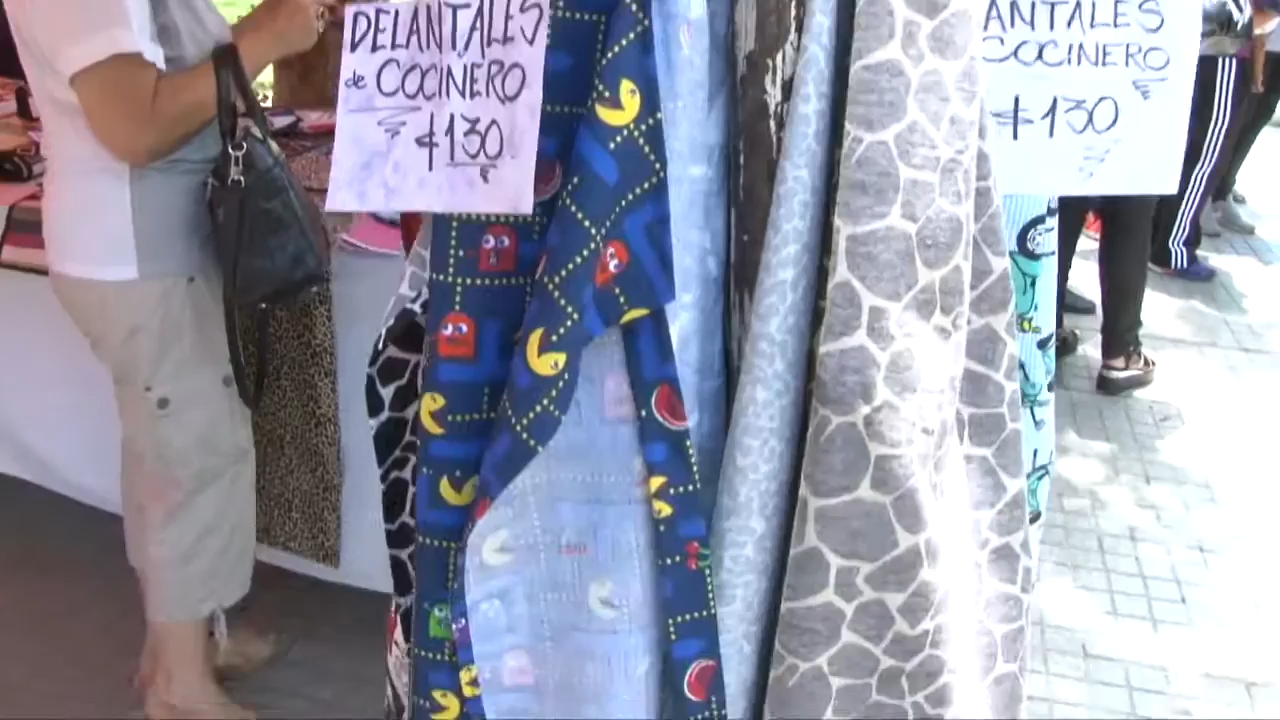 DELANTALES
de COCINERO
$130
ANTALES
COCINERO
$130